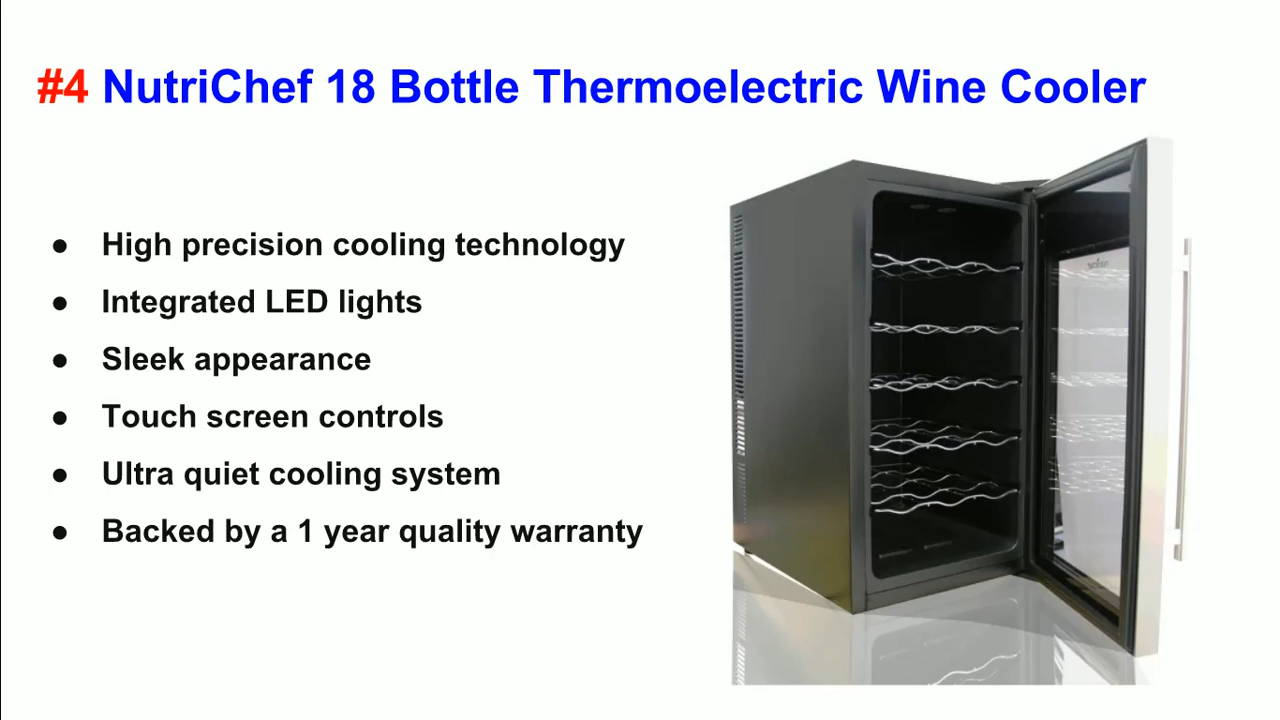 #4 NutriChef 18 Bottle Thermoelectric Wine Cooler
● High precision cooling technology
● Integrated LED lights
● Sleek appearance
● Touch screen controls
● Ultra quiet cooling system
● Backed by a 1 year quality warranty